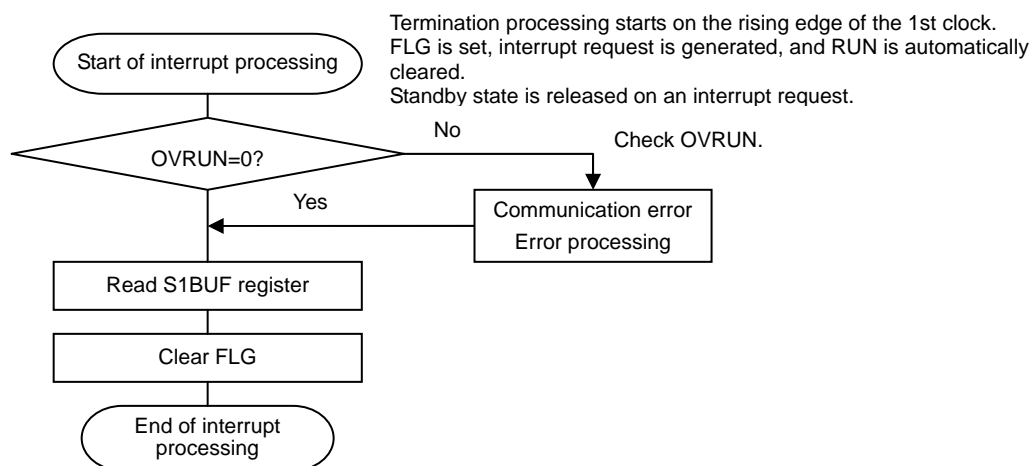 Termination processing starts on the rising edge of the 1st clock.
FLG is set, interrupt request is generated, and RUN is automatically
cleared.
Standby state is released on an interrupt request.
Start of interrupt processing
No
Check OVRUN.
OVRUN=0?
Yes
Communication error
Error processing
Read S1BUF register
Clear FLG
End of interrupt
processing